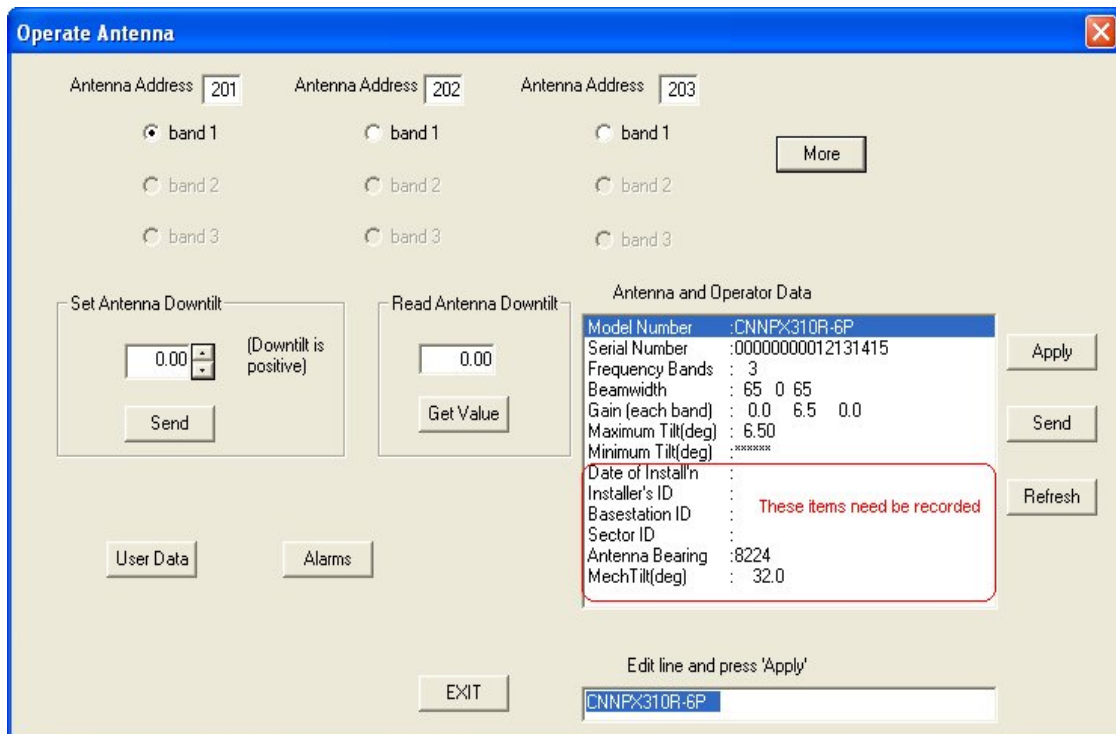 Operate Antenna
Antenna Address 201 Antenna Address 202 Antenna Address 203
band 1 band 1 band 1
More
band 2 band 2 band 2
band 3 band 3 band 3
Set Antenna Downtilt
0.00 (Downtilt is positive)
Send
Read Antenna Downtilt
0.00
Get Value
Antenna and Operator Data
Model Number :CNNPX310R-6P
Serial Number :00000000012131415
Frequency Bands : 3
Beamwidth : 65 0 65
Gain (each band) : 0.0 6.5 0.0
Maximum Tilt(deg) : 6.50
Minimum Tilt(deg) :******
Date of Install'n :
Installer's ID :
Basestation ID :
Sector ID :
Antenna Bearing :8224
MechTilt(deg) : 32.0
These items need be recorded
Apply
Send
Refresh
User Data
Alarms
EXIT
Edit line and press 'Apply'
CNNPX310R-6P